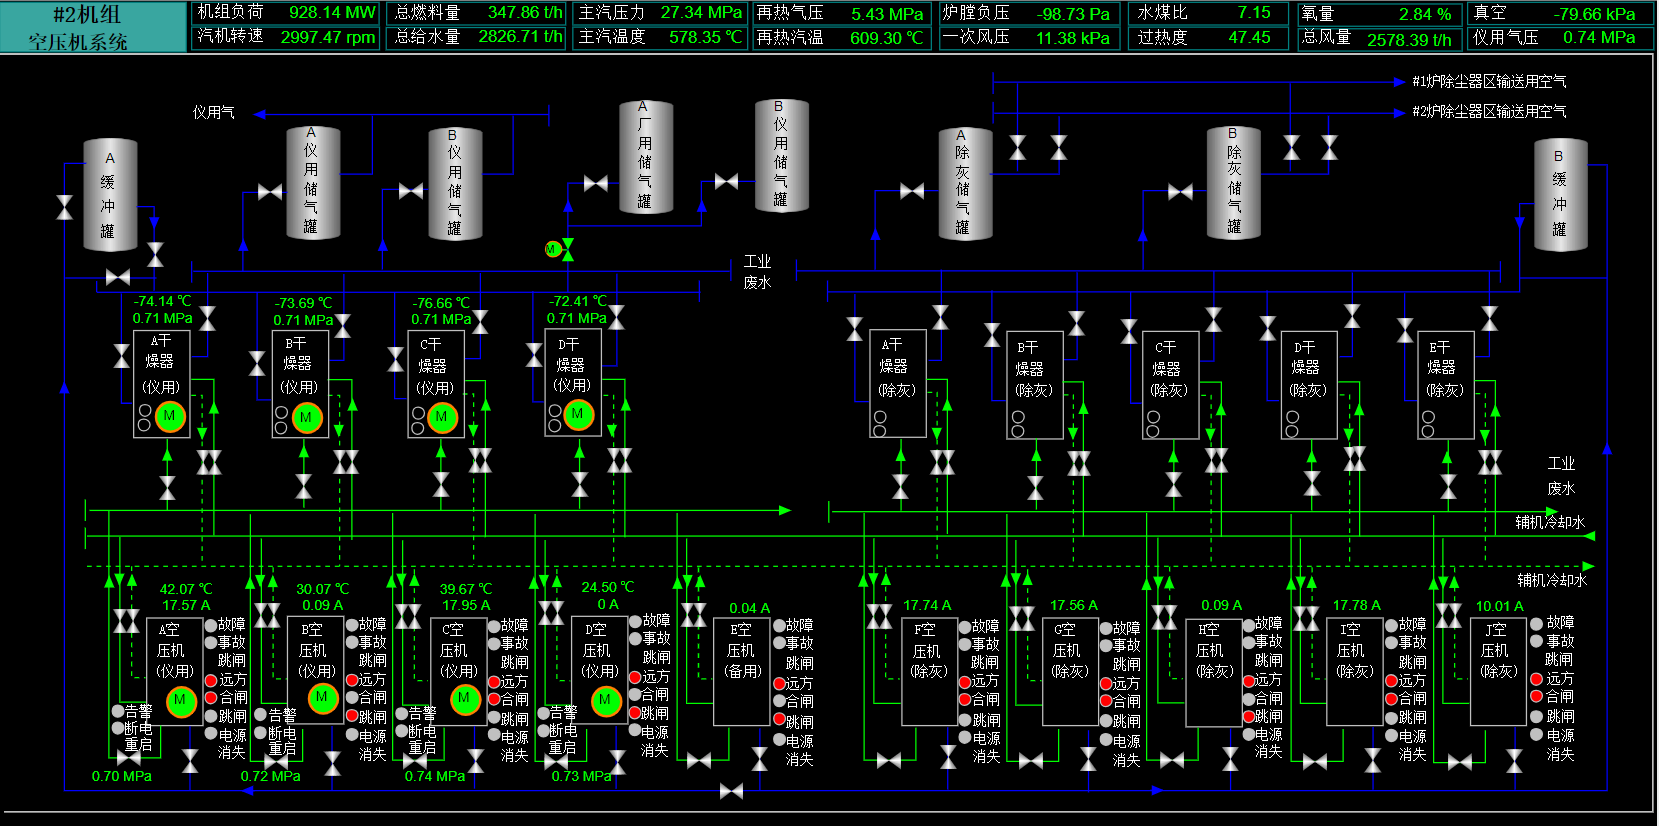 #2机组
空压机系统
机组负荷 928.14 MW 总燃料量 347.86 t/h 主汽压力 27.34 MPa 再热气压 5.43 MPa 炉膛负压 -98.73 Pa 水煤比 7.15 氧量 2.84 % 真空 -79.66 kPa
汽机转速 2997.47 rpm 总给水量 2826.71 t/h 主汽温度 578.35 ℃ 再热汽温 609.30 ℃ 一次风压 11.38 kPa 过热度 47.45 总风量 2578.39 t/h 仪用气压 0.74 MPa
#1炉除尘器区输送用空气
#2炉除尘器区输送用空气
仪用气
A缓冲罐
A仪用储气罐
B仪用储气罐
A厂用储气罐
B仪用储气罐
A除灰储气罐
B除灰储气罐
B缓冲罐
M
工业
废水
-74.14 ℃ -73.69 ℃ -76.66 ℃ -72.41 ℃
0.71 MPa 0.71 MPa 0.71 MPa 0.71 MPa
A干
燥器
(仪用)
M
B干
燥器
(仪用)
M
C干
燥器
(仪用)
M
D干
燥器
(仪用)
M
A干
燥器
(除灰)
B干
燥器
(除灰)
C干
燥器
(除灰)
D干
燥器
(除灰)
E干
燥器
(除灰)
工业
废水
辅机冷却水
辅机冷却水
42.07 ℃ 30.07 ℃ 39.67 ℃ 24.50 ℃
17.57 A 0.09 A 17.95 A 0 A 0.04 A 17.74 A 17.56 A 0.09 A 17.78 A 10.01 A
A空
压机
(仪用)
M
故障
事故
跳闸
远方
合闸
跳闸
电源
消失
告警
断电
重启
0.70 MPa
B空
压机
(仪用)
M
故障
事故
跳闸
远方
合闸
跳闸
电源
消失
告警
断电
重启
0.72 MPa
C空
压机
(仪用)
M
故障
事故
跳闸
远方
合闸
跳闸
电源
消失
告警
断电
重启
0.74 MPa
D空
压机
(仪用)
M
故障
事故
跳闸
远方
合闸
跳闸
电源
消失
告警
断电
重启
0.73 MPa
E空
压机
(备用)
故障
事故
跳闸
远方
合闸
跳闸
电源
消失
F空
压机
(除灰)
故障
事故
跳闸
远方
合闸
跳闸
电源
消失
G空
压机
(除灰)
故障
事故
跳闸
远方
合闸
跳闸
电源
消失
H空
压机
(除灰)
故障
事故
跳闸
远方
合闸
跳闸
电源
消失
I空
压机
(除灰)
故障
事故
跳闸
远方
合闸
跳闸
电源
消失
J空
压机
(除灰)
故障
事故
跳闸
远方
合闸
跳闸
电源
消失